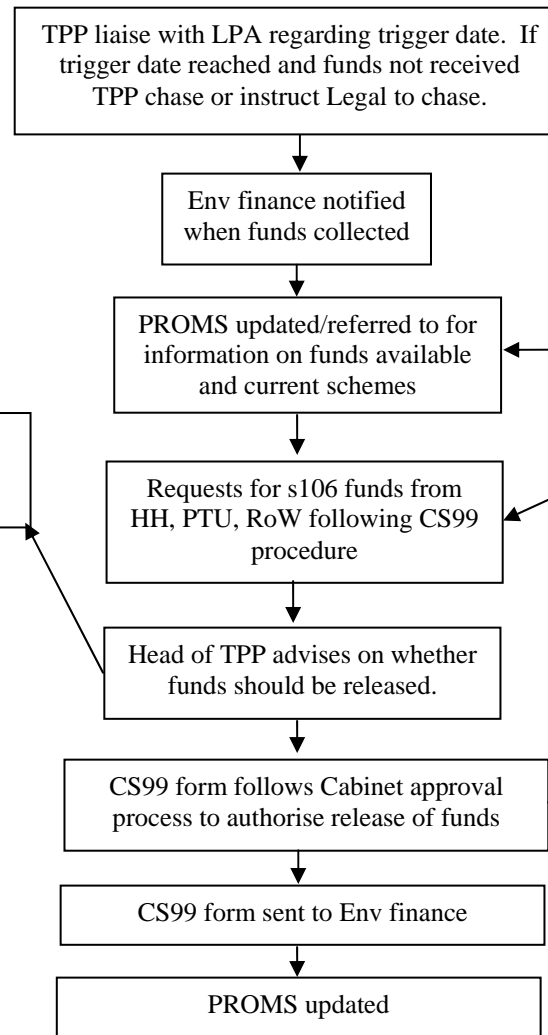 TPP liaise with LPA regarding trigger date.  If
trigger date reached and funds not received
TPP chase or instruct Legal to chase.
Env finance notified
when funds collected
PROMS updated/referred to for
information on funds available
and current schemes
Requests for s106 funds from
HH, PTU, RoW following CS99
procedure
Head of TPP advises on whether
funds should be released.
CS99 form follows Cabinet approval
process to authorise release of funds
CS99 form sent to Env finance
PROMS updated